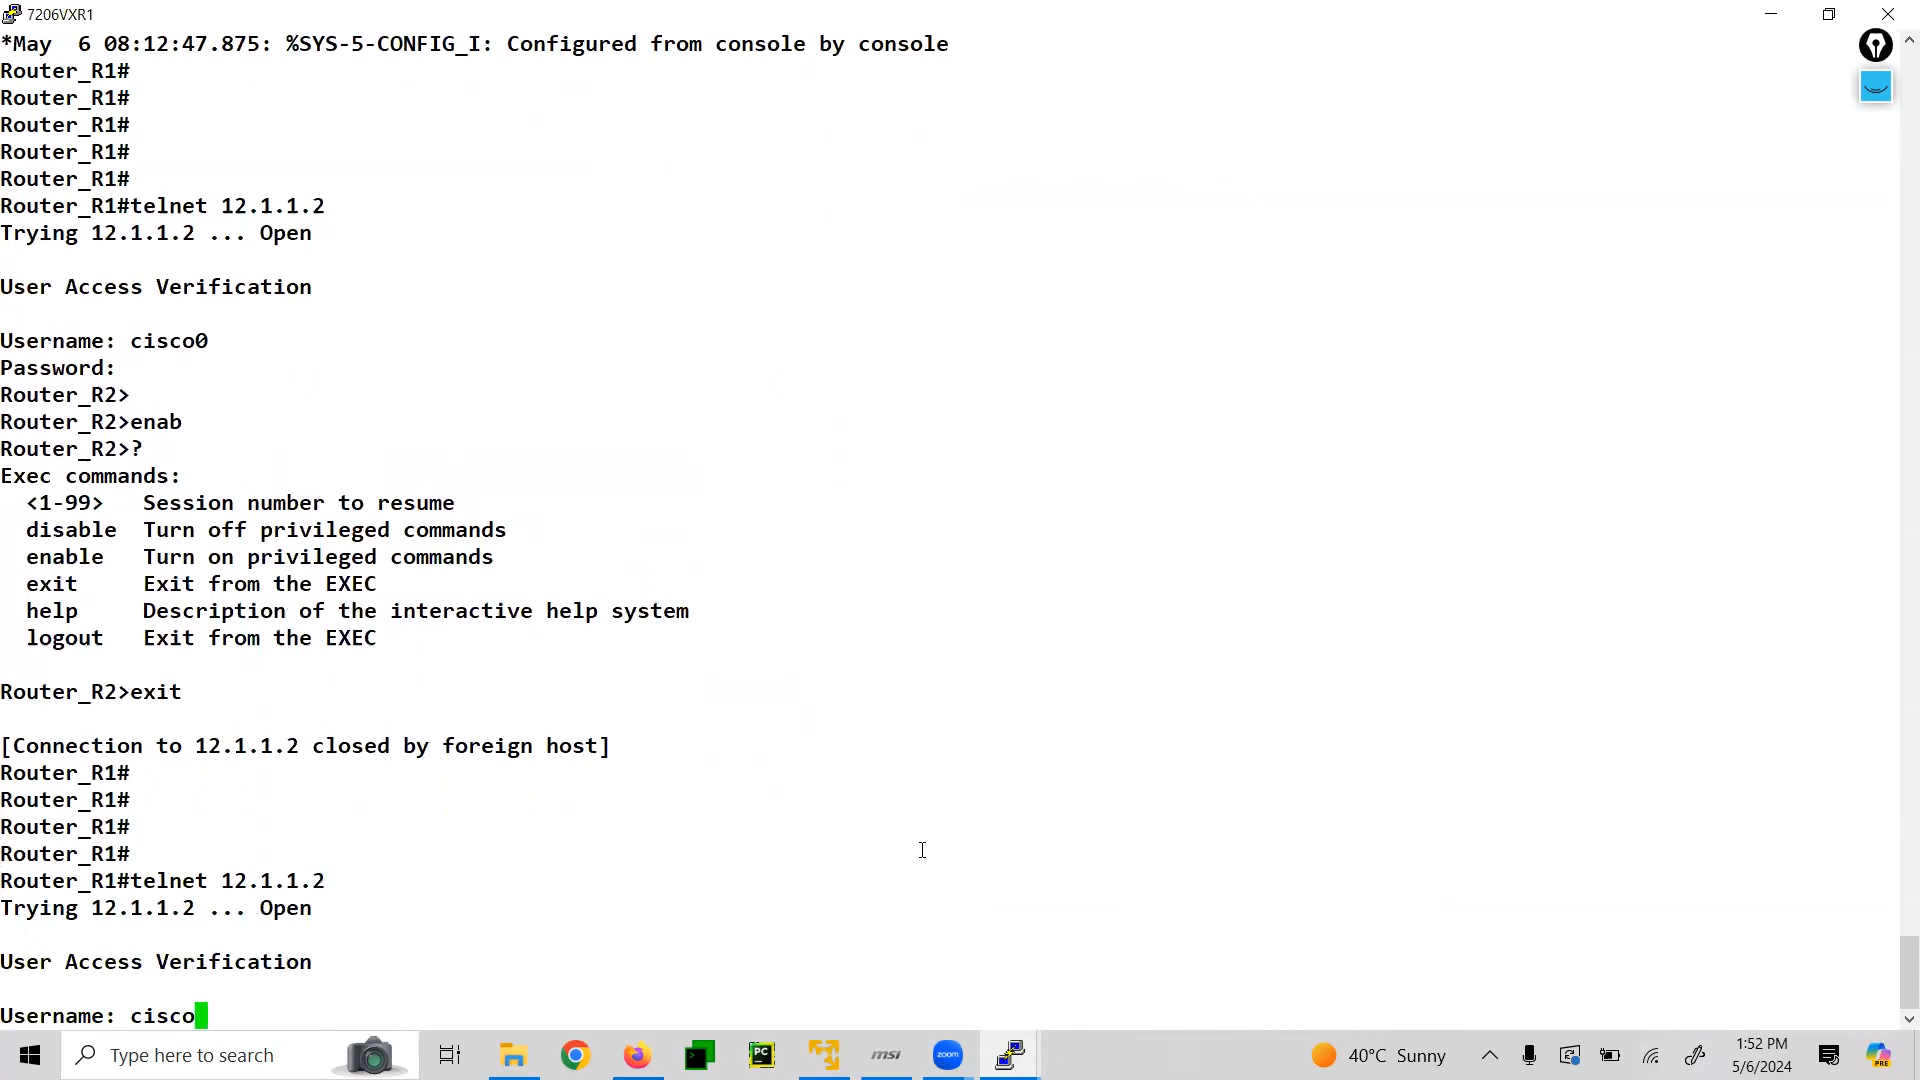 7206VXR1
*May  6 08:12:47.875: %SYS-5-CONFIG_I: Configured from console by console
Router_R1#
Router_R1#
Router_R1#
Router_R1#
Router_R1#
Router_R1#telnet 12.1.1.2
Trying 12.1.1.2 ... Open
User Access Verification
Username: cisco0
Password:
Router_R2>
Router_R2>enab
Router_R2>?
Exec commands:
  <1-99>   Session number to resume
  disable  Turn off privileged commands
  enable   Turn on privileged commands
  exit     Exit from the EXEC
  help     Description of the interactive help system
  logout   Exit from the EXEC
Router_R2>exit
[Connection to 12.1.1.2 closed by foreign host]
Router_R1#
Router_R1#
Router_R1#
Router_R1#
Router_R1#telnet 12.1.1.2
Trying 12.1.1.2 ... Open
User Access Verification
Username: cisco
Type here to search
PC
msi
zoom
40°C Sunny
1:52 PM
5/6/2024
PRE